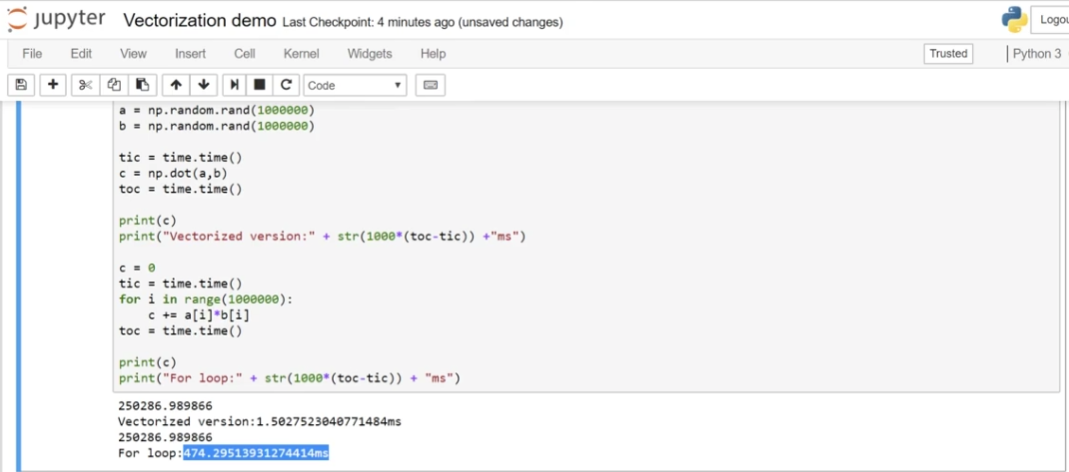 jupyter Vectorization demo Last Checkpoint: 4 minutes ago (unsaved changes)
File Edit View Insert Cell Kernel Widgets Help Trusted Python 3
Code
a = np.random.rand(1000000)
b = np.random.rand(1000000)
tic = time.time()
c = np.dot(a,b)
toc = time.time()
print(c)
print("Vectorized version:" + str(1000*(toc-tic)) +"ms")
c = 0
tic = time.time()
for i in range(1000000):
    c += a[i]*b[i]
toc = time.time()
print(c)
print("For loop:" + str(1000*(toc-tic)) + "ms")
250286.989866
Vectorized version:1.5027523040771484ms
250286.989866
For loop:474.29513931274414ms